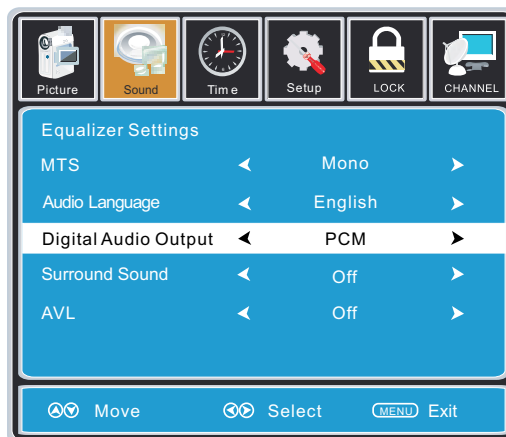 Picture Sound Time Setup LOCK CHANNEL
Equalizer Settings
MTS Mono
Audio Language English
Digital Audio Output PCM
Surround Sound Off
AVL Off
Move Select MENU Exit